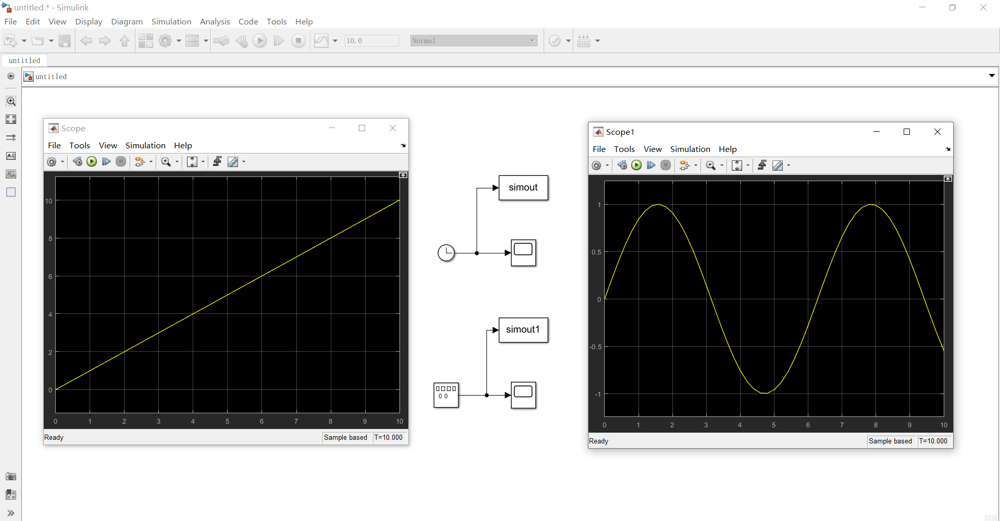 untitled * - Simulink
File Edit View Display Diagram Simulation Analysis Code Tools Help
10.0 Normal
untitled
untitled
Scope
File Tools View Simulation Help
10
8
6
4
2
0
0 1 2 3 4 5 6 7 8 9 10
Ready Sample based T=10.000
simout
simout1
Scope1
File Tools View Simulation Help
1
0.5
0
-0.5
-1
0 1 2 3 4 5 6 7 8 9 10
Ready Sample based T=10.000